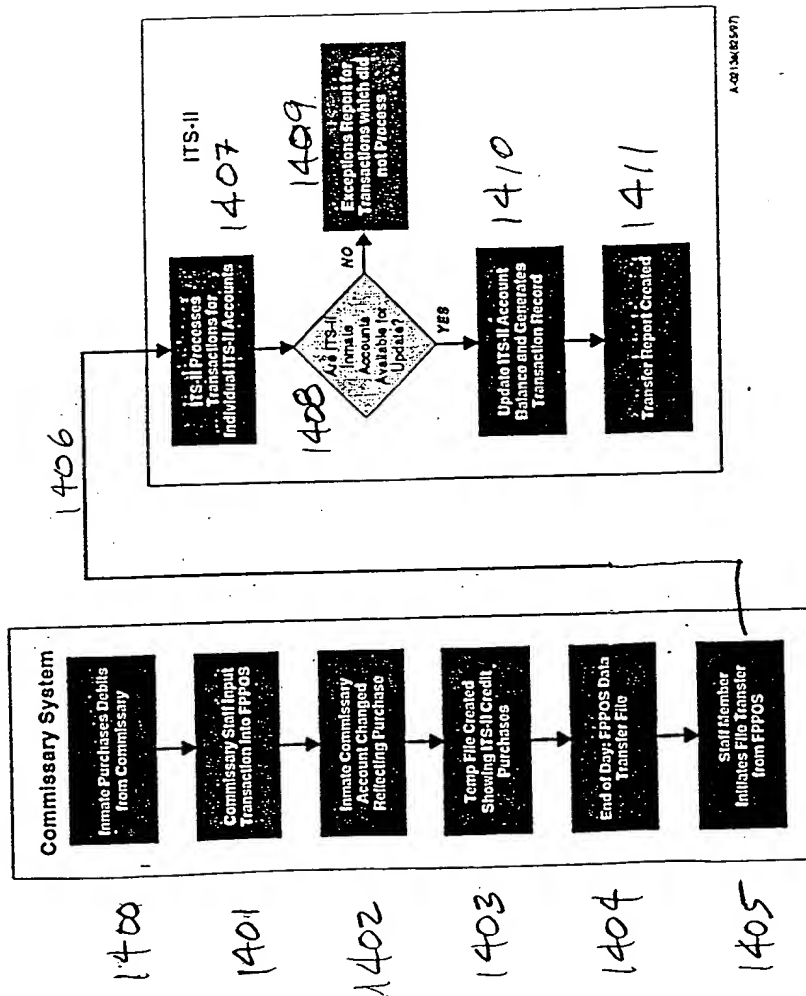 Commissary System
1400
Inmate Purchases Debits
from Commissary
1401
Commissary Staff Input
Transaction Into FPPOS
1402
Inmate Commissary
Account Changed
Reflecting Purchase
1403
Temp File Created
Showing ITS-II Credit
Purchases
1404
End of Day: FPPOS Data
Transfer File
1405
Staff Member
Initiates File Transfer
from FPPOS
1406
ITS-II
1407
ITS-II Processes
Transactions for
Individual ITS-II Accounts
1408
Are ITS-II
Inmate
Accounts
Available for
Update?
NO
1409
Exceptions Report for
Transactions which did
not Process
YES
1410
Update ITS-II Account
Balance and Generates
Transaction Record
1411
Transfer Report Created